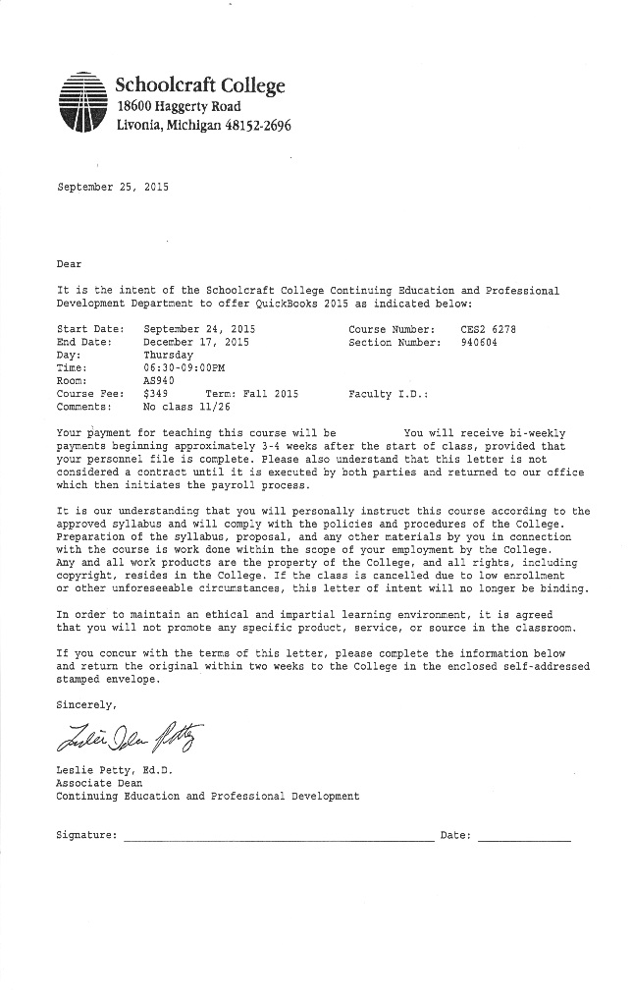 Schoolcraft College
18600 Haggerty Road
Livonia, Michigan 48152-2696
September 25, 2015
Dear
It is the intent of the Schoolcraft College Continuing Education and Professional
Development Department to offer QuickBooks 2015 as indicated below:
Start Date: September 24, 2015 Course Number: CES2 6278
End Date: December 17, 2015 Section Number: 940604
Day: Thursday
Time: 06:30-09:00PM
Room: AS940
Course Fee: $349 Term: Fall 2015 Faculty I.D.:
Comments: No class 11/26
Your payment for teaching this course will be You will receive bi-weekly
payments beginning approximately 3-4 weeks after the start of class, provided that
your personnel file is complete. Please also understand that this letter is not
considered a contract until it is executed by both parties and returned to our office
which then initiates the payroll process.
It is our understanding that you will personally instruct this course according to the
approved syllabus and will comply with the policies and procedures of the College.
Preparation of the syllabus, proposal, and any other materials by you in connection
with the course is work done within the scope of your employment by the College.
Any and all work products are the property of the College, and all rights, including
copyright, resides in the College. If the class is cancelled due to low enrollment
or other unforeseeable circumstances, this letter of intent will no longer be binding.
In order to maintain an ethical and impartial learning environment, it is agreed
that you will not promote any specific product, service, or source in the classroom.
If you concur with the terms of this letter, please complete the information below
and return the original within two weeks to the College in the enclosed self-addressed
stamped envelope.
Sincerely,
Leslie Petty, Ed.D.
Associate Dean
Continuing Education and Professional Development
Signature: Date: